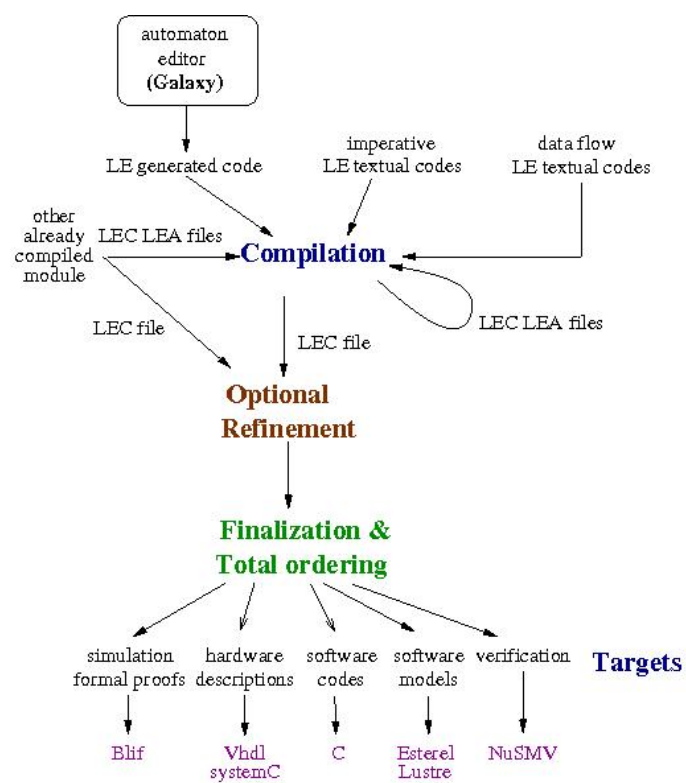 automaton
editor
(Galaxy)
LE generated code
imperative
LE textual codes
data flow
LE textual codes
other
already
compiled
module
LEC LEA files
Compilation
LEC LEA files
LEC file
LEC file
Optional
Refinement
Finalization &
Total ordering
simulation
formal proofs
hardware
descriptions
software
codes
software
models
verification
Targets
Blif
Vhdl
systemC
C
Esterel
Lustre
NuSMV